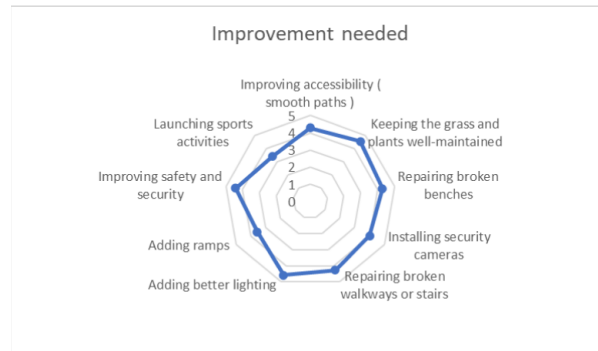 Improvement needed
Improving accessibility (
smooth paths )
Keeping the grass and
plants well-maintained
Repairing broken
benches
Installing security
cameras
Repairing broken
walkways or stairs
Adding better lighting
Adding ramps
Improving safety and
security
Launching sports
activities
5
4
3
2
1
0